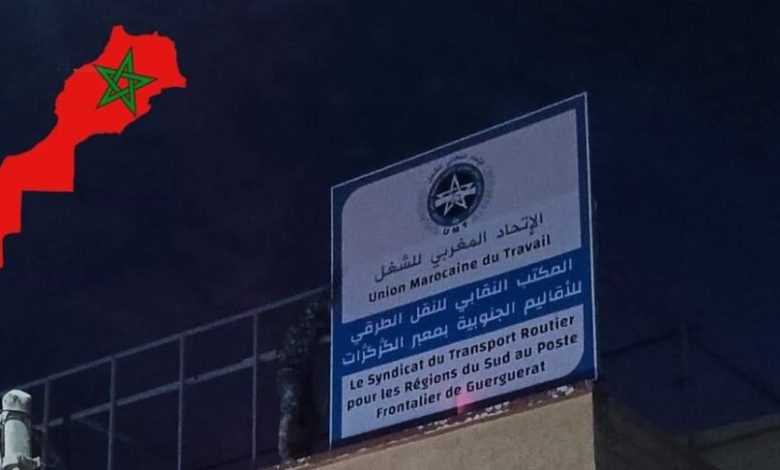 UMT
الإتحاد المغربي للشغل
Union Marocaine du Travail
المكتب النقابي للنقل الطرقي
للأقاليم الجنوبية بمعبر الكركرات
Le Syndicat du Transport Routier
pour les Régions du Sud au Poste
Frontalier de Guerguerat